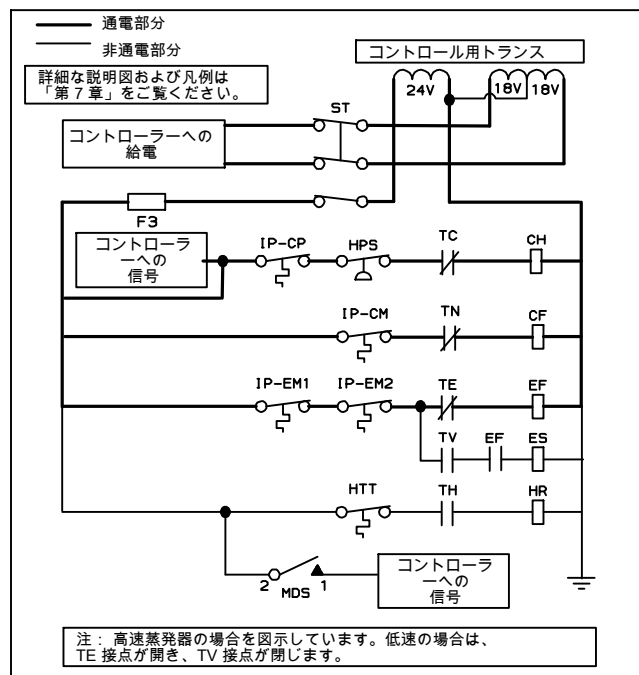 通電部分
非通電部分
詳細な説明図および凡例は
「第7章」をご覧ください。
コントロール用トランス
24V
18V
18V
ST
コントローラーへの
給電
F3
コントローラ
ーへの
信号
IP-CP
HPS
TC
CH
IP-CM
TN
CF
IP-EM1
IP-EM2
TE
EF
TV
EF
ES
HTT
TH
HR
2
MDS
1
コントローラ
ーへの
信号
注： 高速蒸発器の場合を図示しています。低速の場合は、
TE 接点が開き、TV 接点が閉じます。